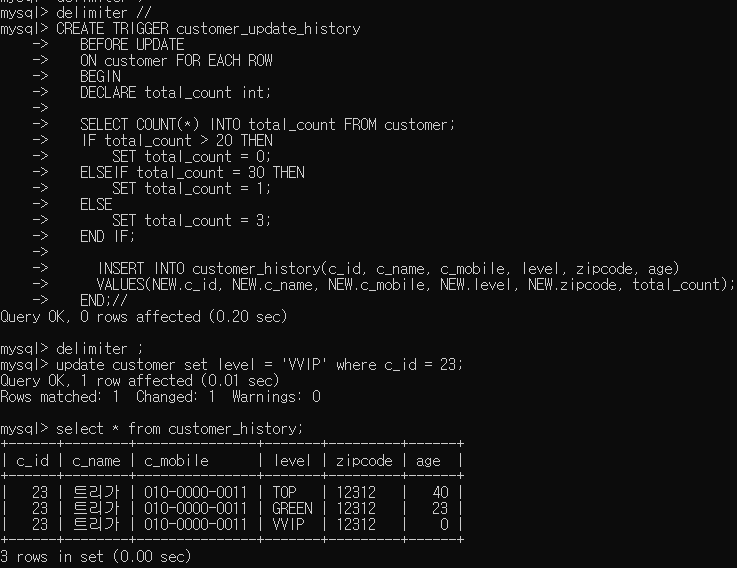 mysql> delimiter //
mysql> CREATE TRIGGER customer_update_history
    ->    BEFORE UPDATE
    ->    ON customer FOR EACH ROW
    ->    BEGIN
    ->    DECLARE total_count int;
    ->
    ->    SELECT COUNT(*) INTO total_count FROM customer;
    ->    IF total_count > 20 THEN
    ->        SET total_count = 0;
    ->    ELSEIF total_count = 30 THEN
    ->        SET total_count = 1;
    ->    ELSE
    ->        SET total_count = 3;
    ->    END IF;
    ->
    ->      INSERT INTO customer_history(c_id, c_name, c_mobile, level, zipcode, age)
    ->      VALUES(NEW.c_id, NEW.c_name, NEW.c_mobile, NEW.level, NEW.zipcode, total_count);
    ->    END;//
Query OK, 0 rows affected (0.20 sec)
mysql> delimiter ;
mysql> update customer set level = 'VVIP' where c_id = 23;
Query OK, 1 row affected (0.01 sec)
Rows matched: 1  Changed: 1  Warnings: 0
mysql> select * from customer_history;
+------+--------+---------------+-------+---------+------+
| c_id | c_name | c_mobile      | level | zipcode | age  |
+------+--------+---------------+-------+---------+------+
|   23 | 트리가 | 010-0000-0011 | TOP   | 12312   |   40 |
|   23 | 트리가 | 010-0000-0011 | GREEN | 12312   |   23 |
|   23 | 트리가 | 010-0000-0011 | VVIP  | 12312   |    0 |
+------+--------+---------------+-------+---------+------+
3 rows in set (0.00 sec)